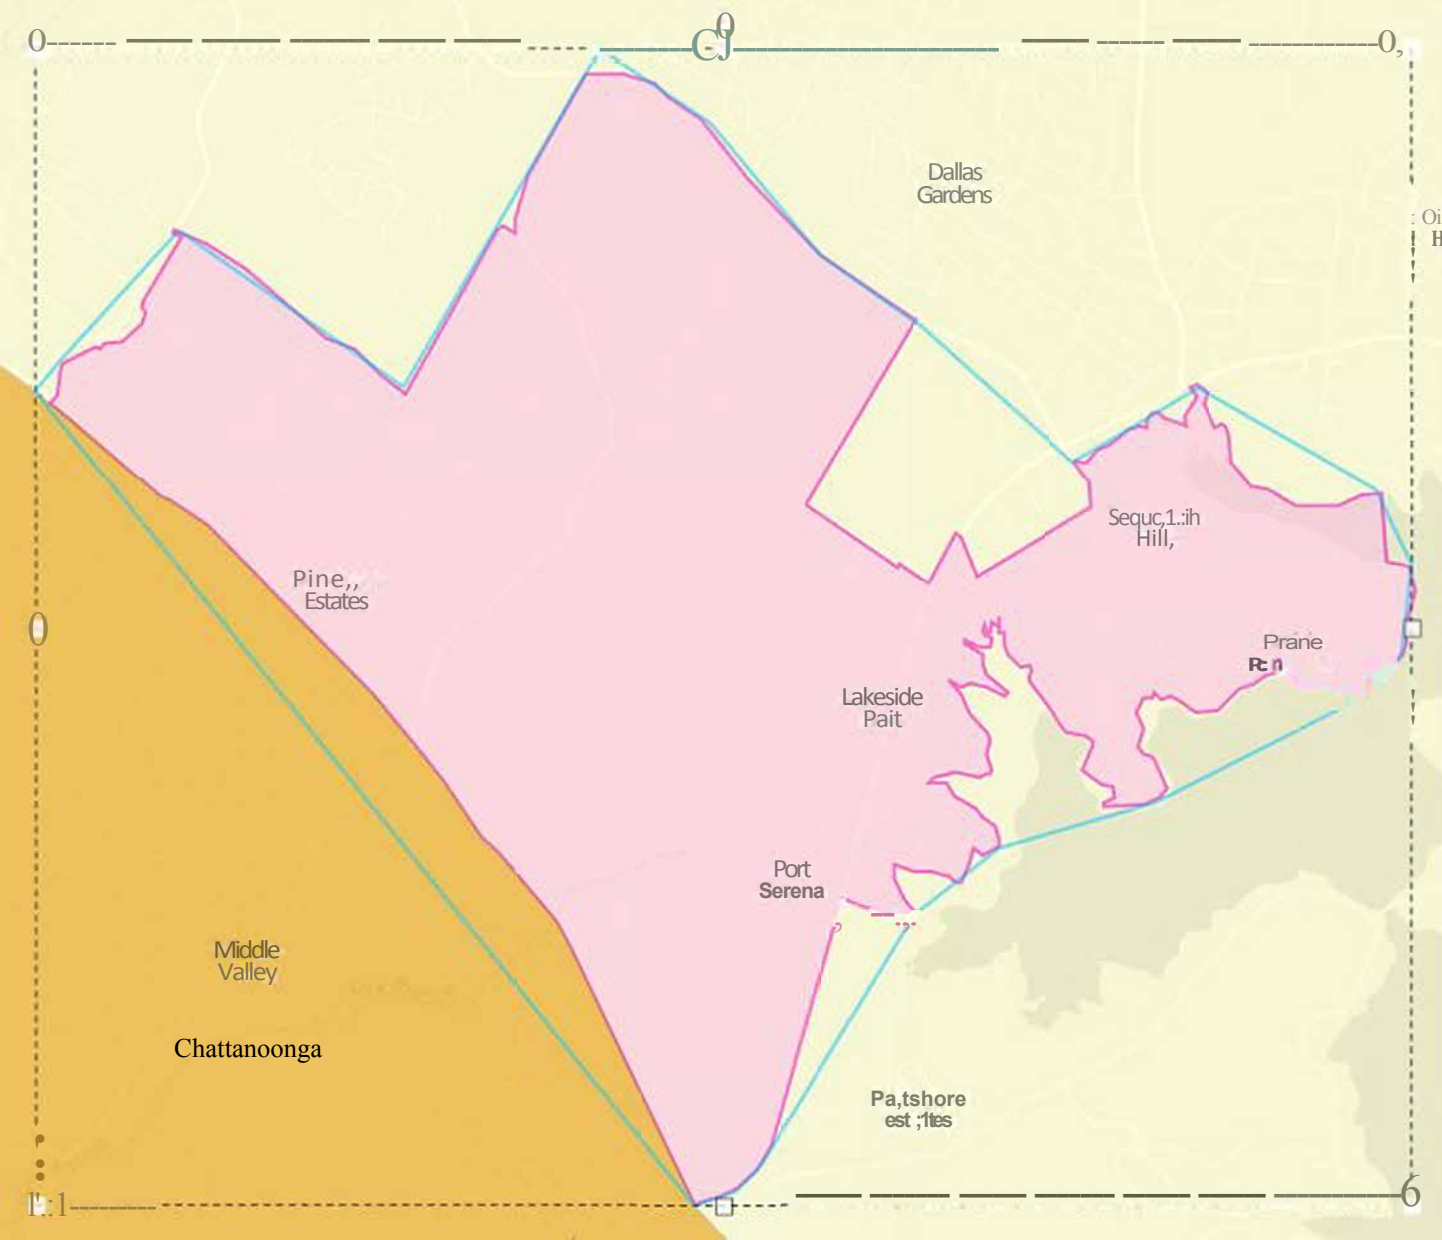 Dallas
Gardens
: Oi
H
Sequc,1.:ih
Hill,
Pine,,
Estates
Prane
Lakeside
Pait
Port
Serena
Middle
Valley
Chattanoonga
Pa,tshore
est ;1tes